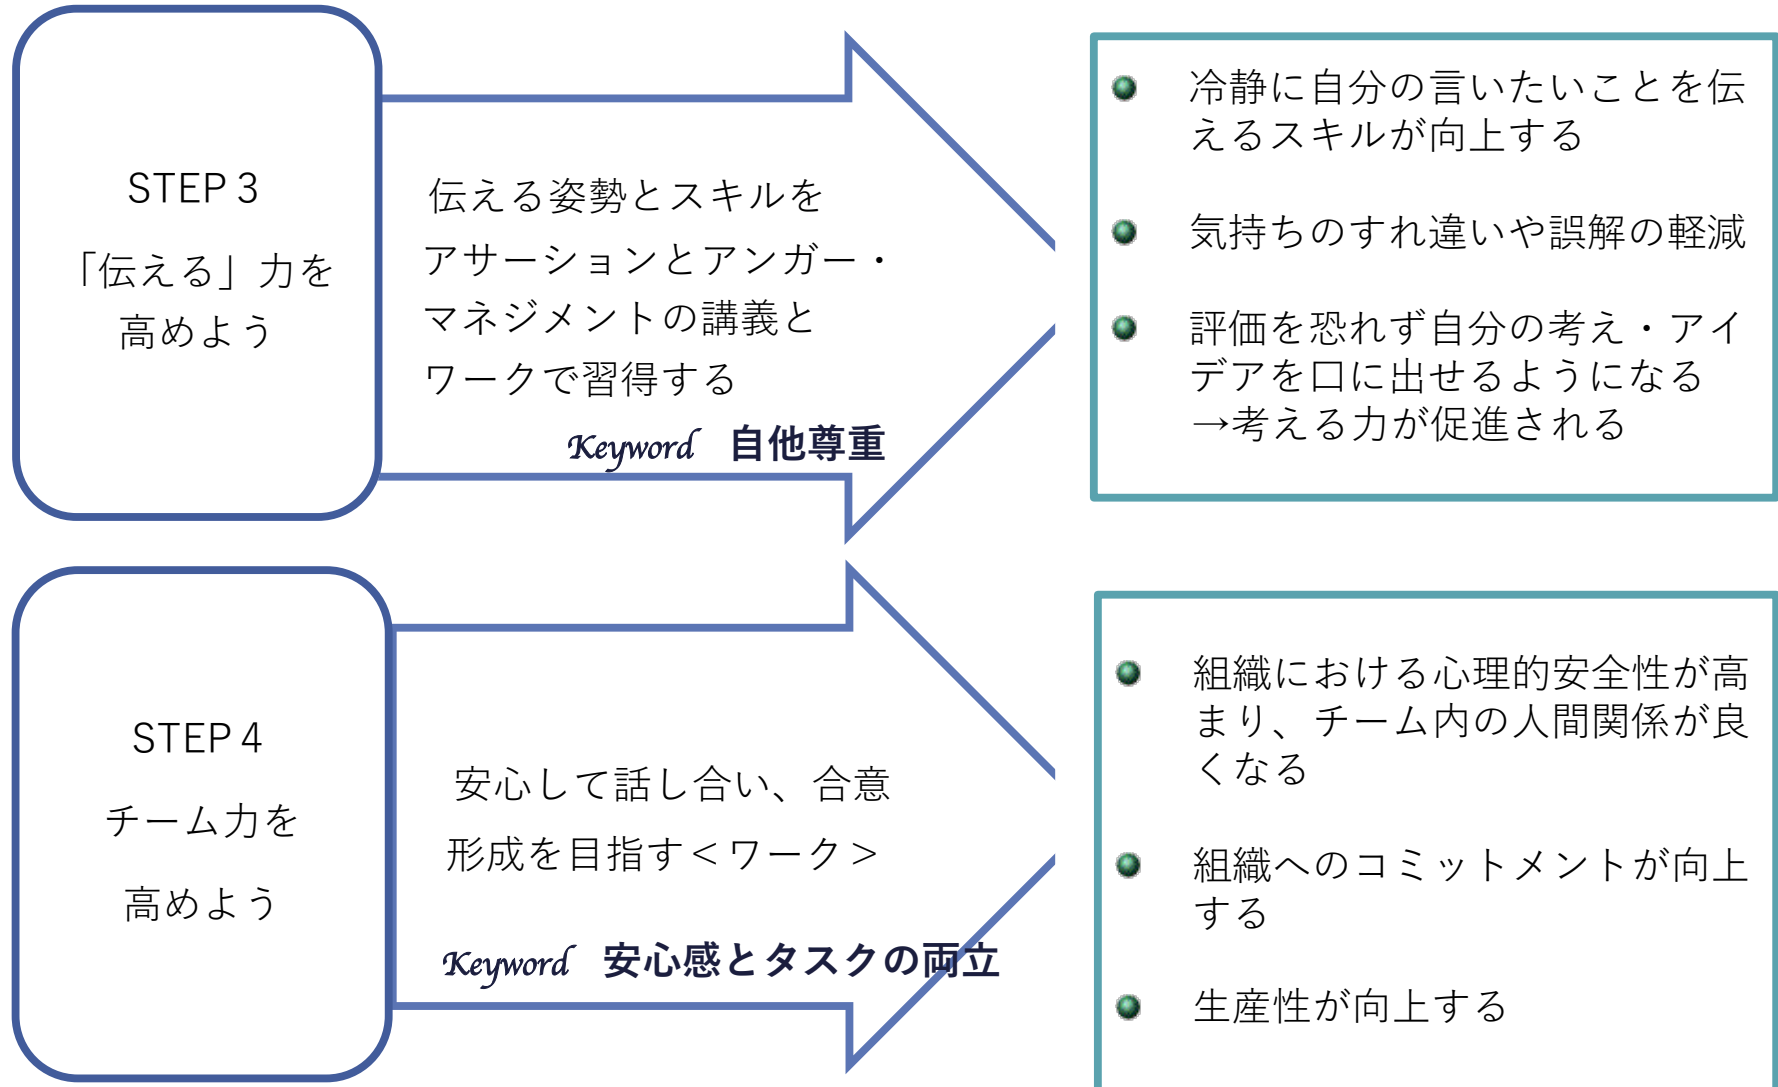 STEP 3
「伝える」力を
高めよう
伝える姿勢とスキルを
アサーションとアンガー・
マネジメントの講義と
ワークで習得する
Keyword 自他尊重
冷静に自分の言いたいことを伝
えるスキルが向上する
気持ちのすれ違いや誤解の軽減
評価を恐れず自分の考え・アイ
デアを口に出せるようになる
→考える力が促進される
STEP 4
チーム力を
高めよう
安心して話し合い、合意
形成を目指す＜ワーク＞
Keyword 安心感とタスクの両立
組織における心理的安全性が高
まり、チーム内の人間関係が良
くなる
組織へのコミットメントが向上
する
生産性が向上する